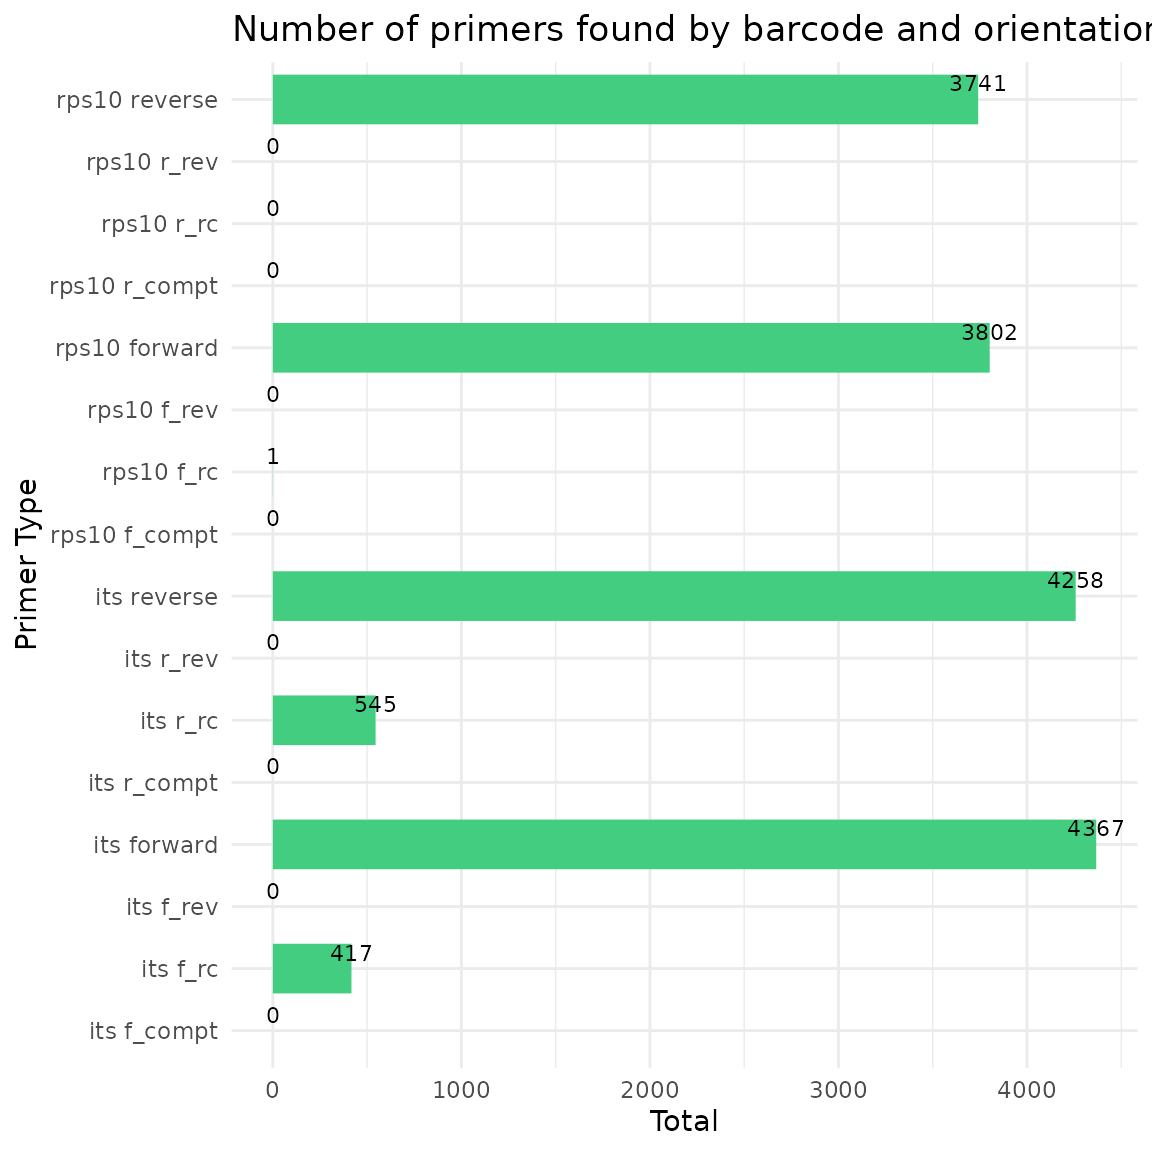 Number of primers found by barcode and orientation
rps10 reverse 3741
rps10 r_rev 0
rps10 r_rc 0
rps10 r_compt 0
rps10 forward 3802
rps10 f_rev 0
rps10 f_rc 1
rps10 f_compt 0
its reverse 4258
its r_rev 0
its r_rc 545
its r_compt 0
its forward 4367
its f_rev 0
its f_rc 417
its f_compt 0
Primer Type
0 1000 2000 3000 4000
Total